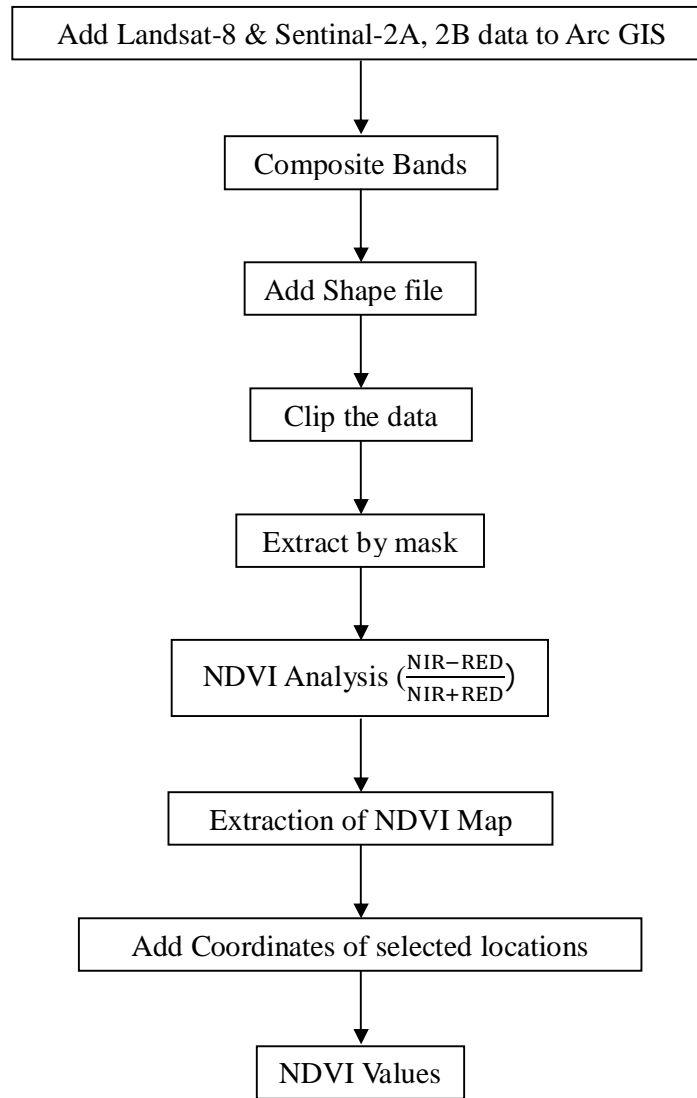 Add Landsat-8 & Sentinal-2A, 2B data to Arc GIS
Composite Bands
Add Shape file
Clip the data
Extract by mask
NDVI Analysis (NIR−RED/NIR+RED)
Extraction of NDVI Map
Add Coordinates of selected locations
NDVI Values